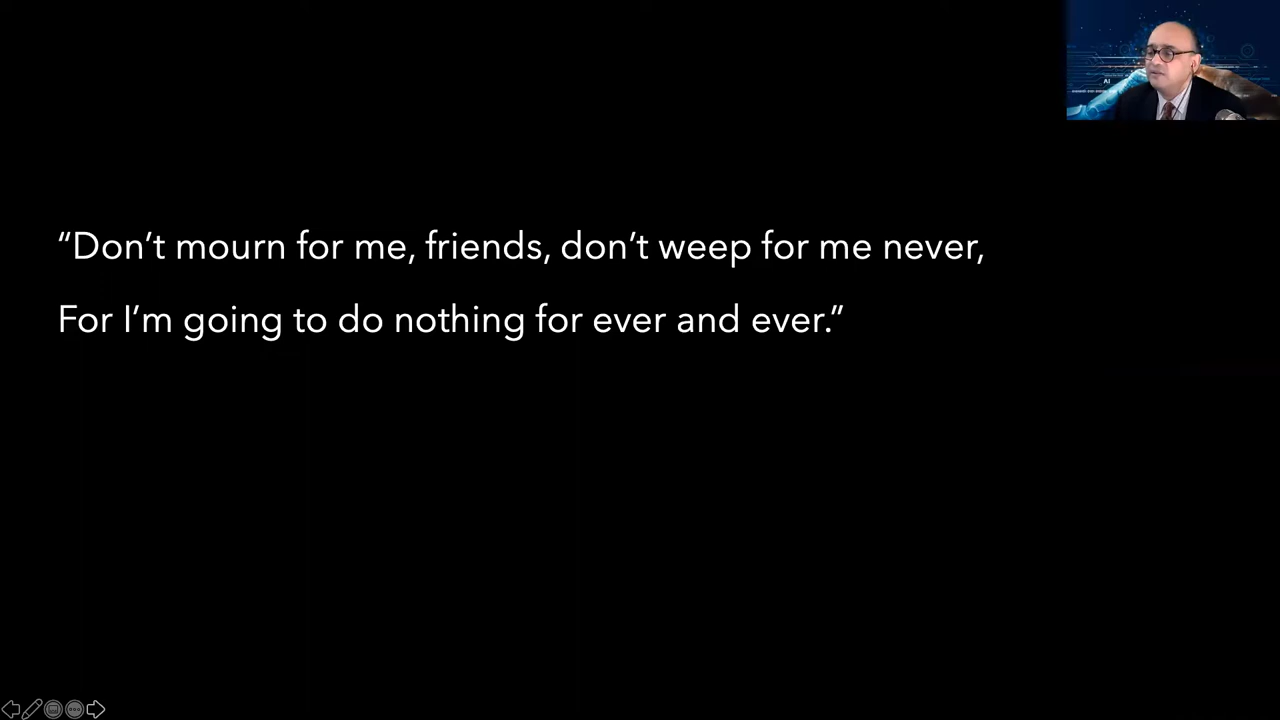 “Don’t mourn for me, friends, don’t weep for me never,
For I’m going to do nothing for ever and ever.”
AI